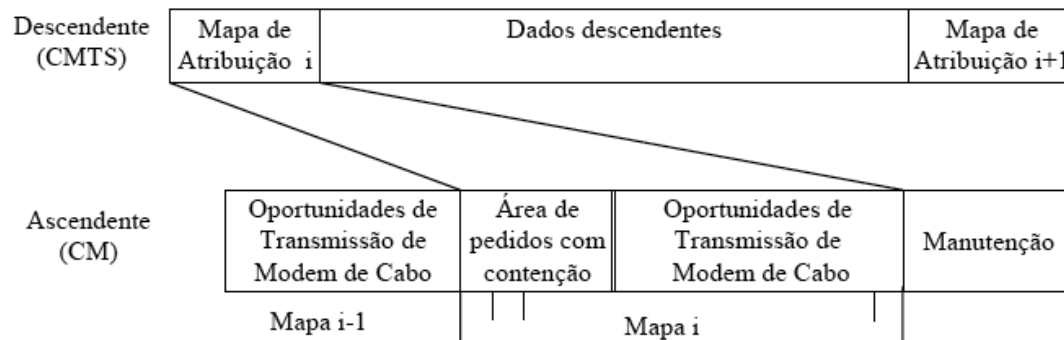 Descendente
(CMTS)
Mapa de
Atribuição i
Dados descendentes
Mapa de
Atribuição i+1
Ascendente
(CM)
Oportunidades de
Transmissão de
Modem de Cabo
Área de
pedidos com
contenção
Oportunidades de
Transmissão de
Modem de Cabo
Manutenção
Mapa i-1
Mapa i